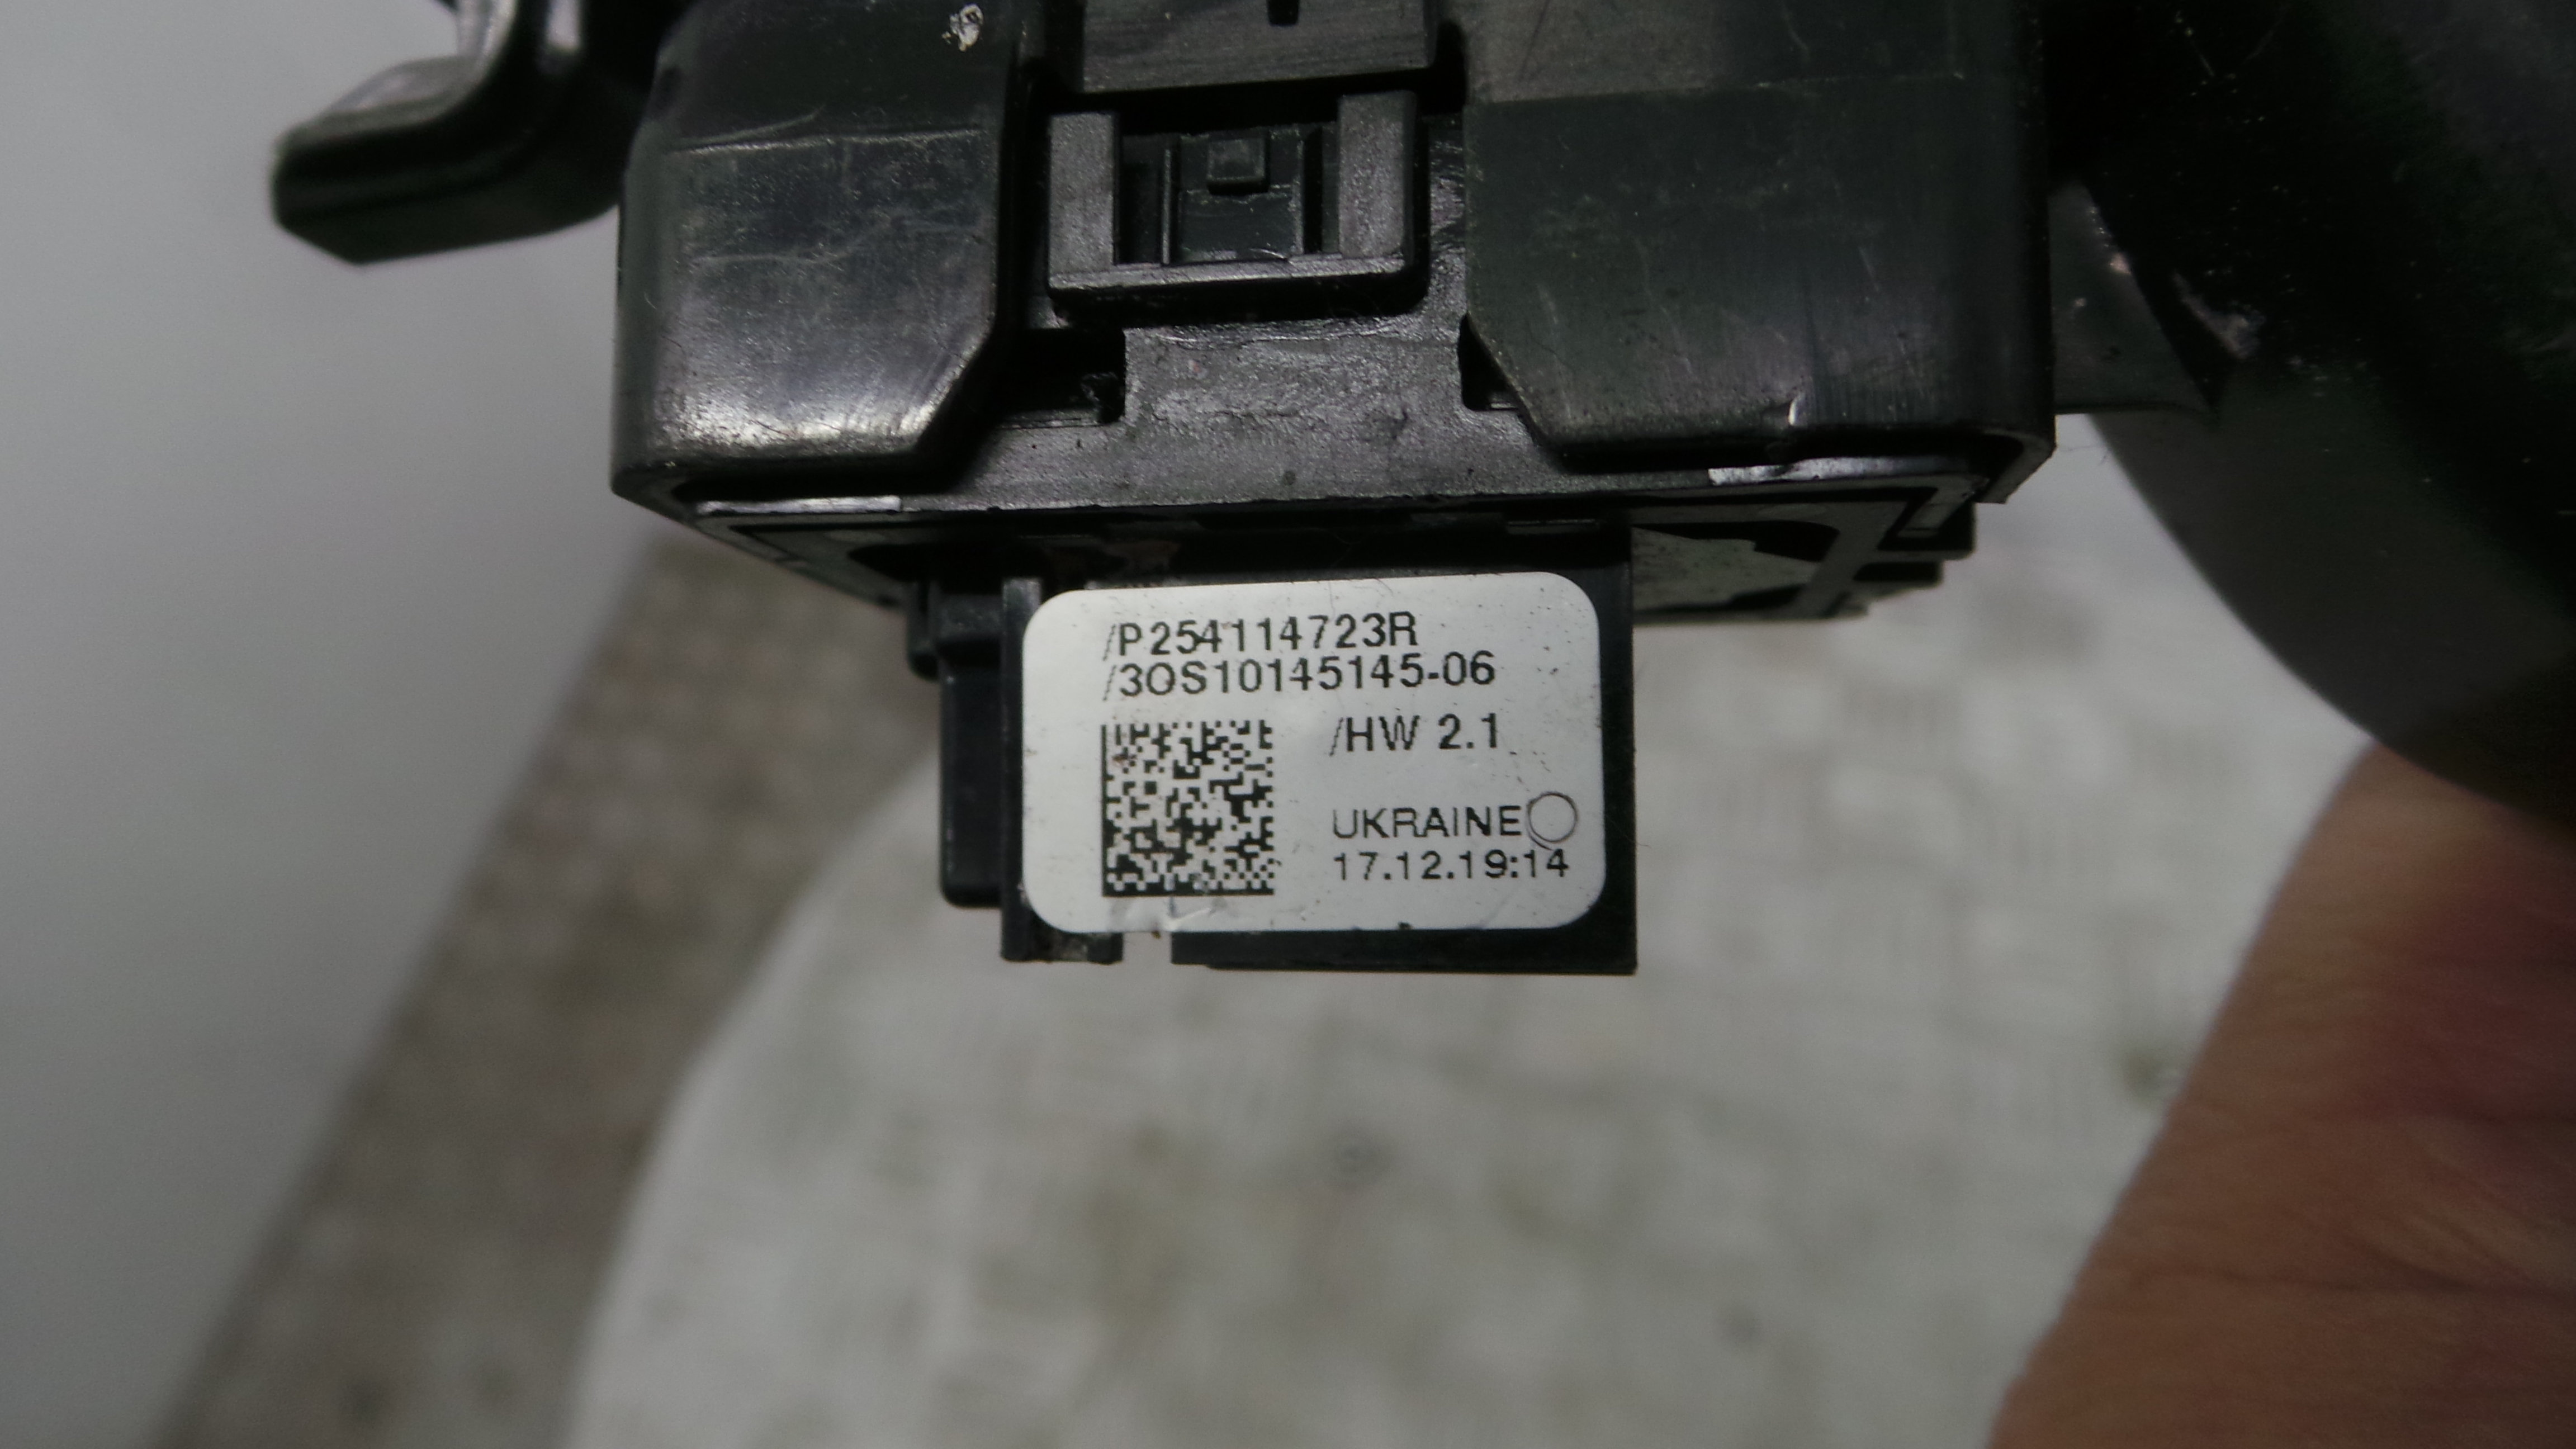 /P254114723R
/3OS10145145-06
/HW 2.1
UKRAINE
17.12.19:14